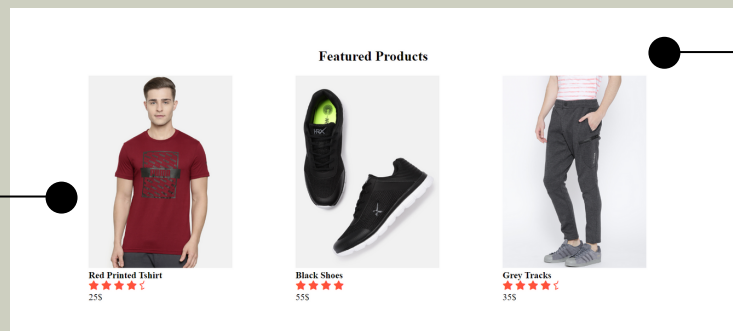 Featured Products
Red Printed Tshirt
25$
Black Shoes
55$
Grey Tracks
35$